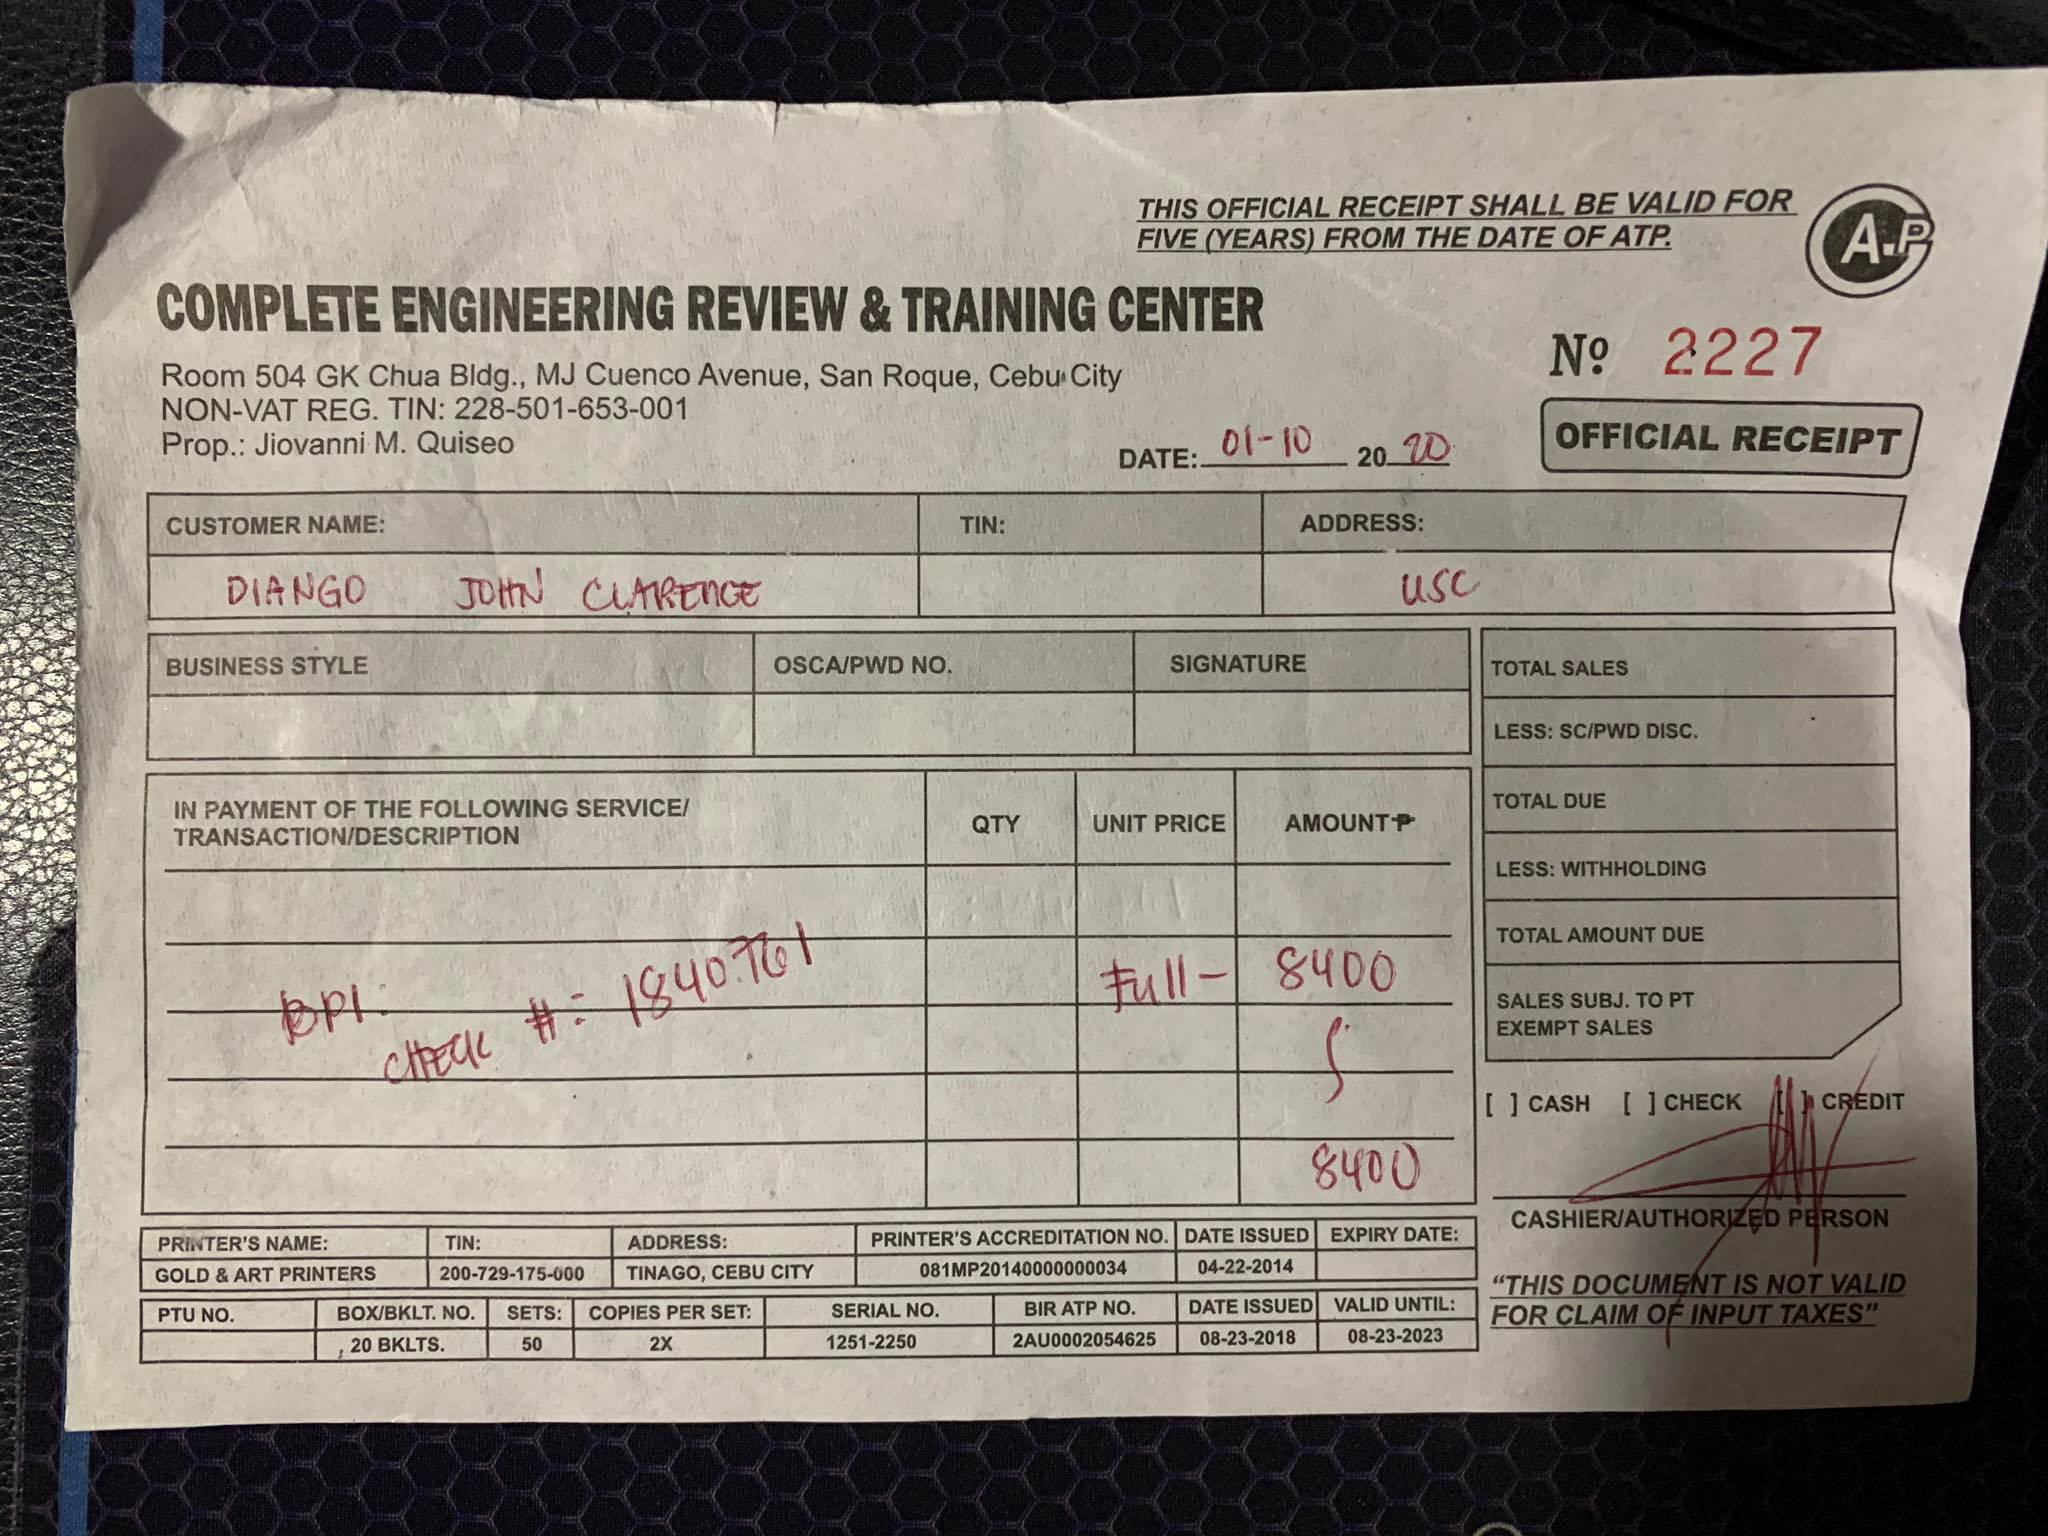 THIS OFFICIAL RECEIPT SHALL BE VALID FOR
FIVE (YEARS) FROM THE DATE OF ATP.
CAP
COMPLETE ENGINEERING REVIEW & TRAINING CENTER
Room 504 GK Chua Bldg., MJ Cuenco Avenue, San Roque, Cebu City
NON-VAT REG. TIN: 228-501-653-001
Prop.: Jiovanni M. Quiseo
Nº 2227
OFFICIAL RECEIPT
DATE: 01-10 2020
CUSTOMER NAME: TIN: ADDRESS:
DIANGO JOHN CLARENCE USC
BUSINESS STYLE OSCA/PWD NO. SIGNATURE
TOTAL SALES
LESS: SC/PWD DISC.
TOTAL DUE
LESS: WITHHOLDING
TOTAL AMOUNT DUE
SALES SUBJ. TO PT
EXEMPT SALES
IN PAYMENT OF THE FOLLOWING SERVICE/
TRANSACTION/DESCRIPTION QTY UNIT PRICE AMOUNT ₱
BPI: Full - 8400
CHECK #: 1840761
8400
[ ] CASH [ ] CHECK [ ] CREDIT
CASHIER/AUTHORIZED PERSON
"THIS DOCUMENT IS NOT VALID
FOR CLAIM OF INPUT TAXES"
PRINTER'S NAME: TIN: ADDRESS: PRINTER'S ACCREDITATION NO. DATE ISSUED EXPIRY DATE:
GOLD & ART PRINTERS 200-729-175-000 TINAGO, CEBU CITY 081MP20140000000034 04-22-2014
PTU NO. BOX/BKLT. NO. SETS: COPIES PER SET: SERIAL NO. BIR ATP NO. DATE ISSUED VALID UNTIL:
20 BKLTS. 50 2X 1251-2250 2AU0002054625 08-23-2018 08-23-2023